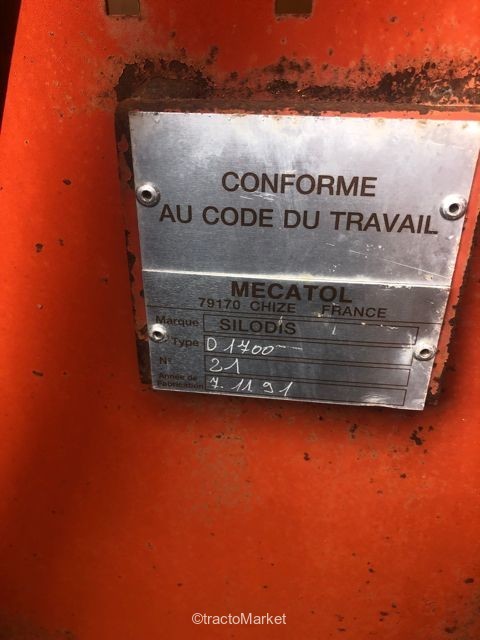 CONFORME
AU CODE DU TRAVAIL
MECATOL
79170 CHIZE FRANCE
Marque SILODIS
Type D 1700
N° 21
Année de
Fabrication 7.11 91
©tractoMarket